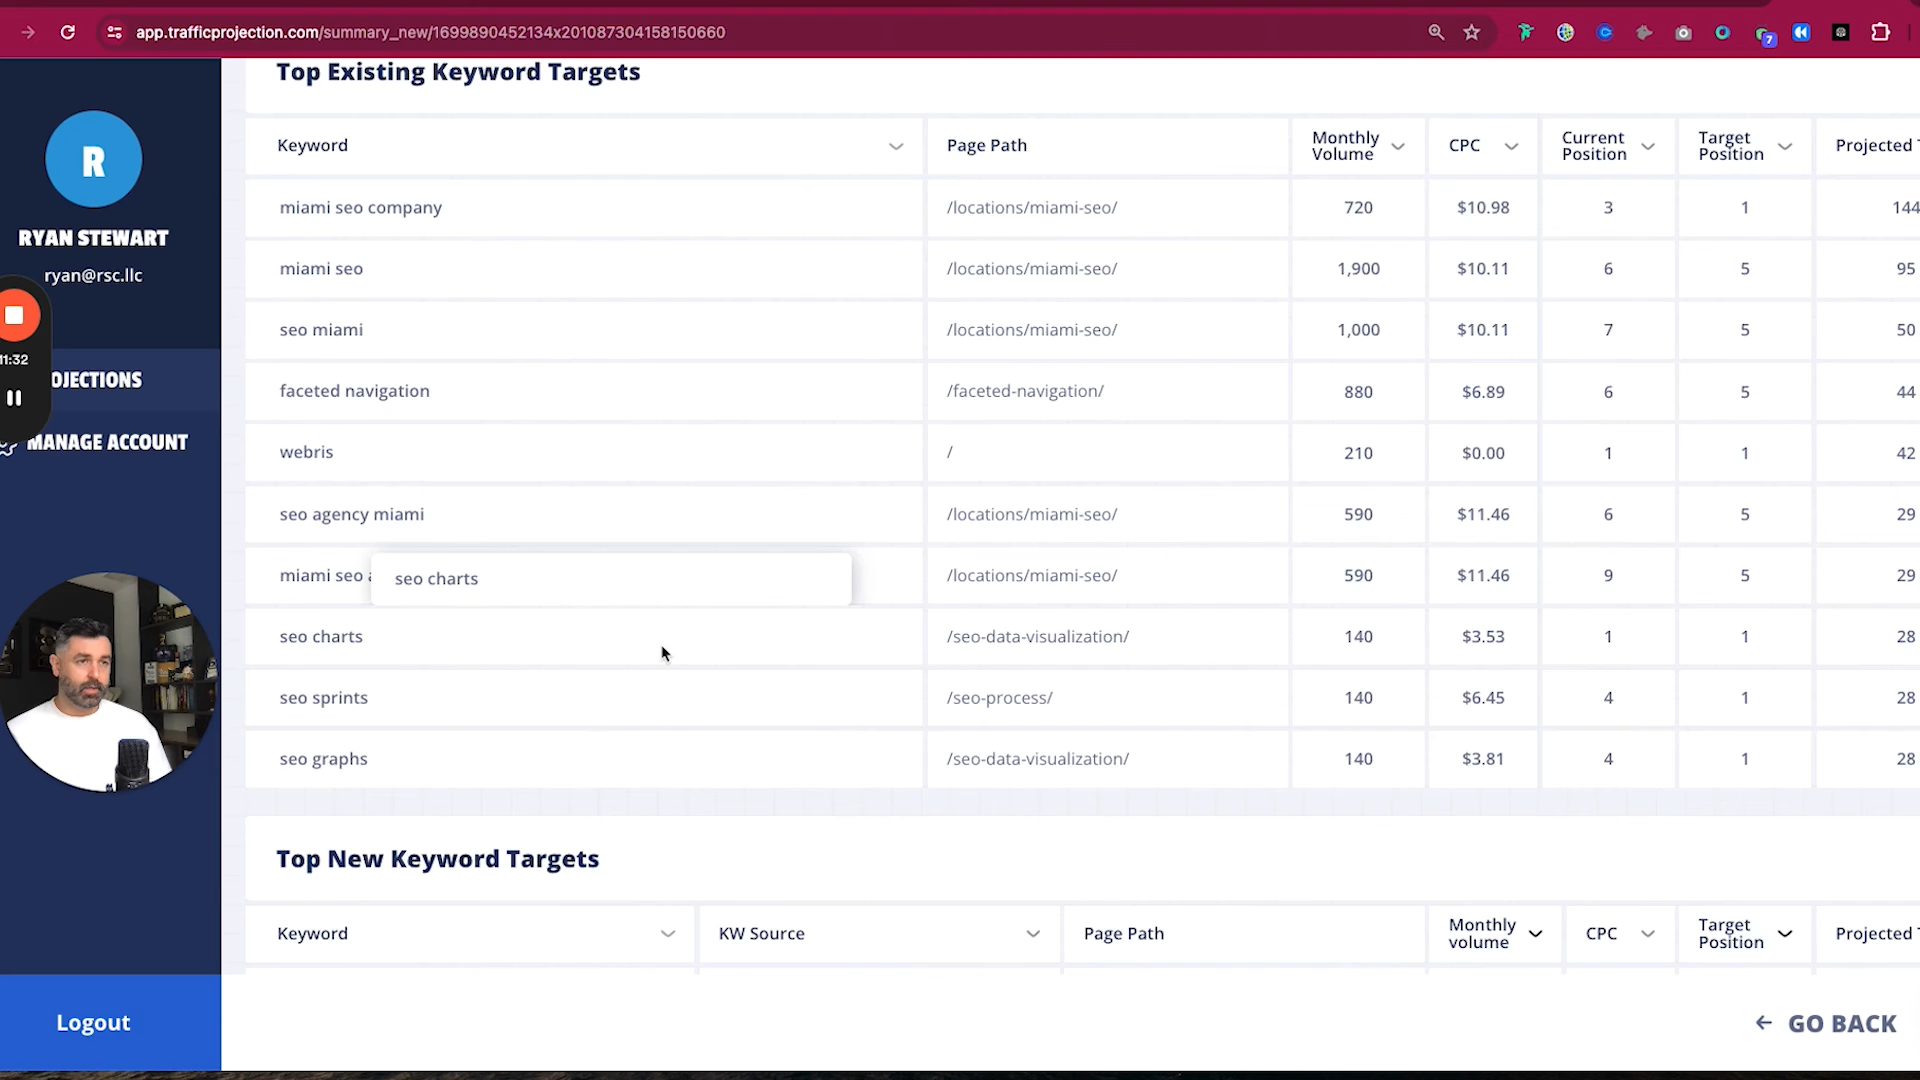 app.trafficprojection.com/summary_new/1699890452134x201087304158150660
7
R
RYAN STEWART
ryan@rsc.llc
11:32
OJECTIONS
MANAGE ACCOUNT
Logout
Top Existing Keyword Targets
Keyword Page Path Monthly Volume CPC Current Position Target Position Projected T
miami seo company /locations/miami-seo/ 720 $10.98 3 1 144
miami seo /locations/miami-seo/ 1,900 $10.11 6 5 95
seo miami /locations/miami-seo/ 1,000 $10.11 7 5 50
faceted navigation /faceted-navigation/ 880 $6.89 6 5 44
webris / 210 $0.00 1 1 42
seo agency miami /locations/miami-seo/ 590 $11.46 6 5 29
miami seo a /locations/miami-seo/ 590 $11.46 9 5 29
seo charts
seo charts /seo-data-visualization/ 140 $3.53 1 1 28
seo sprints /seo-process/ 140 $6.45 4 1 28
seo graphs /seo-data-visualization/ 140 $3.81 4 1 28
Top New Keyword Targets
Keyword KW Source Page Path Monthly volume CPC Target Position Projected T
GO BACK